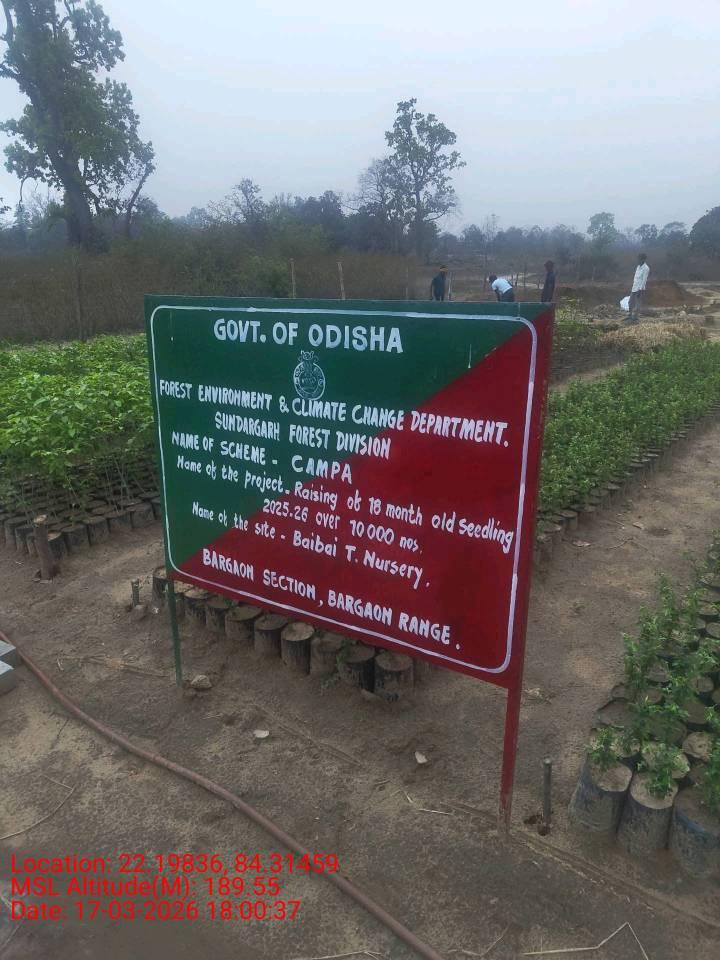 GOVT. OF ODISHA
FOREST ENVIRONMENT & CLIMATE CHANGE DEPARTMENT.
SUNDARGARH FOREST DIVISION
NAME OF SCHEME - CAMPA
Name of the project - Raising of 18 month old seedling
2025-26 over 70000 nos.
Name of the site - Baibai T. Nursery.
BARGAON SECTION, BARGAON RANGE.
Location: 22.19836, 84.31459
MSL Altitude(M): 189.55
Date: 17-03-2026 18:00:37